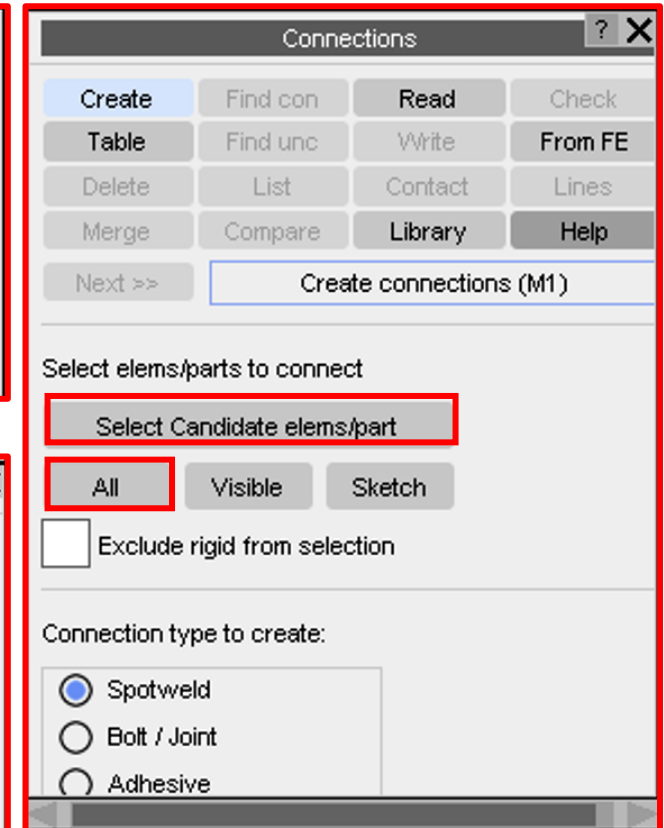 Connections ?
Create Find con Read Check
Table Find unc Write From FE
Delete List Contact Lines
Merge Compare Library Help
Next >> Create connections (M1)
Select elems/parts to connect
Select Candidate elems/part
All Visible Sketch
Exclude rigid from selection
Connection type to create:
Spotweld
Bolt / Joint
Adhesive